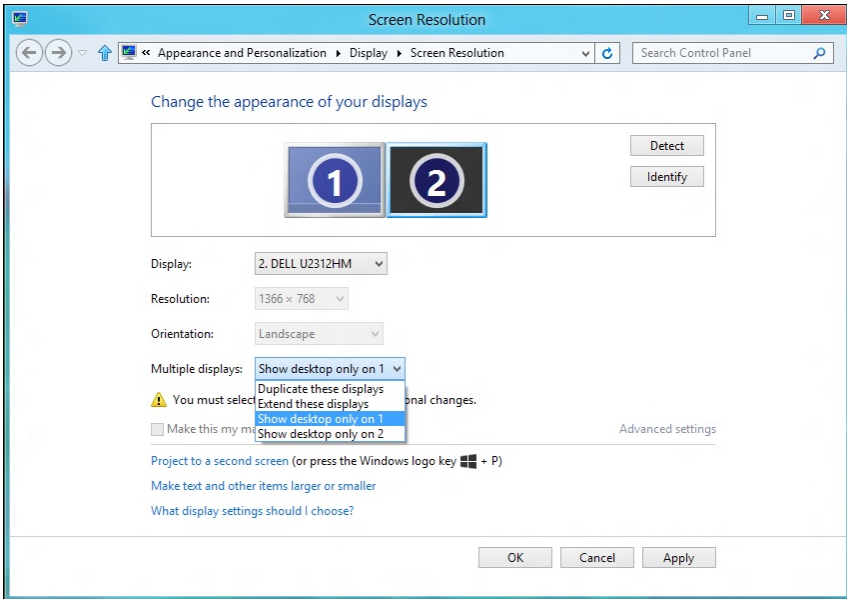 Screen Resolution
« Appearance and Personalization Display Screen Resolution
Search Control Panel
Change the appearance of your displays
1 2
Detect
Identify
Display: 2. DELL U2312HM
Resolution: 1366 × 768
Orientation: Landscape
Multiple displays: Show desktop only on 1
Duplicate these displays
Extend these displays
Show desktop only on 1
Show desktop only on 2
You must select onal changes.
Make this my ma
Advanced settings
Project to a second screen (or press the Windows logo key + P)
Make text and other items larger or smaller
What display settings should I choose?
OK Cancel Apply